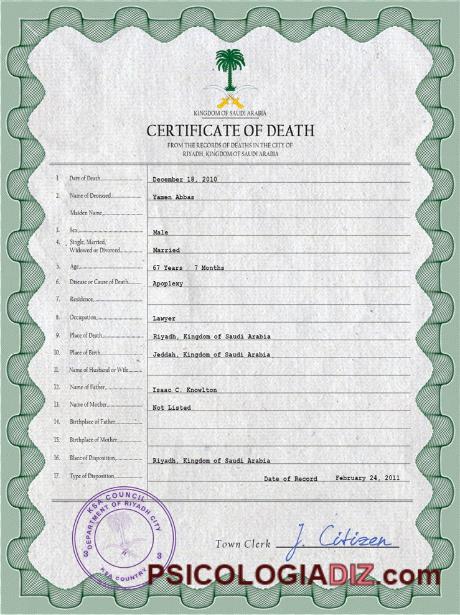 KINGDOM OF SAUDI ARABIA
CERTIFICATE OF DEATH
FROM THE RECORDS OF DEATHS IN THE CITY OF
RIYADH, KINGDOM OF SAUDI ARABIA
1. Date of Death December 18, 2010
2. Name of Deceased Yamen Abbas
Maiden Name
3. Sex Male
4. Single, Married,
Widowed or Divorced Married
5. Age 67 Years 7 Months
6. Disease or Cause of Death Apoplexy
7. Residence
8. Occupation Lawyer
9. Place of Death Riyadh, Kingdom of Saudi Arabia
10. Place of Birth Jeddah, Kingdom of Saudi Arabia
11. Name of Husband or Wife
12. Name of Father Isaac C. Knowlton
13. Name of Mother Not Listed
14. Birthplace of Father
15. Birthplace of Mother
16. Place of Disposition Riyadh, Kingdom of Saudi Arabia
17. Type of Disposition Date of Record February 24, 2011
KSA COUNCIL
DEPARTMENT OF RIYADH CITY
3 3
KSA COUNTRY
Town Clerk J. Citizen
PSICOLOGIADIZ.com